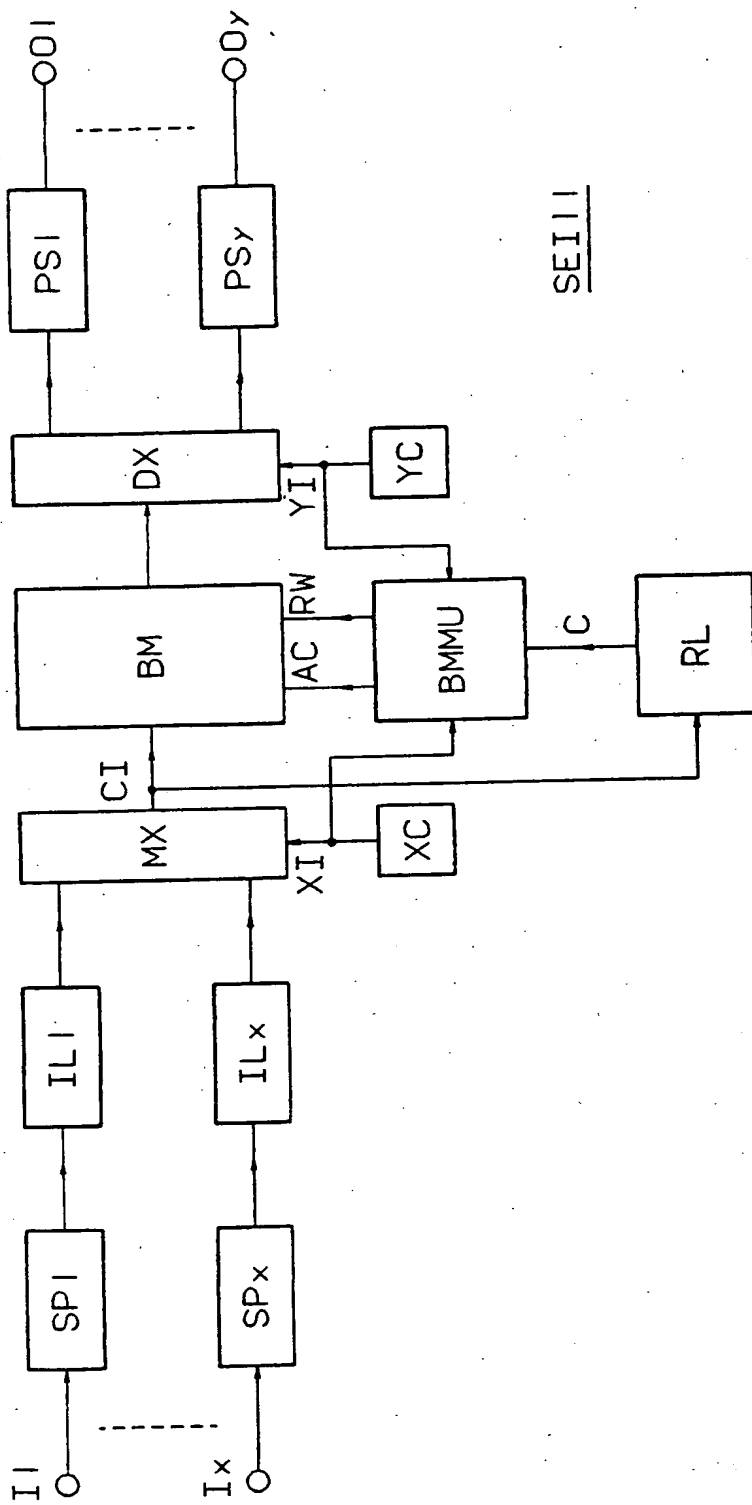 I1
SP1
IL1
MX
CI
BM
DX
PS1
O1
Ix
SPx
ILx
XI
AC
RW
YI
PSy
Oy
XC
BMMU
YC
C
RL
SEI11